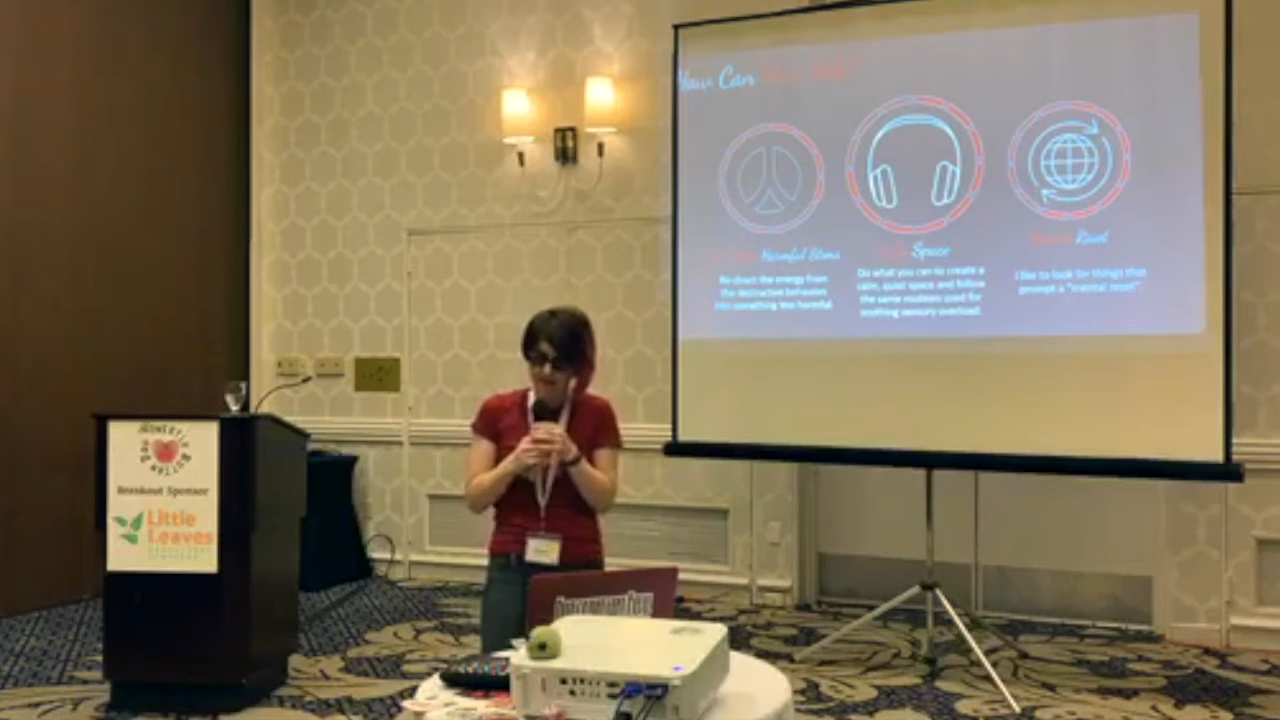 You Can
Harmful Stims
Space
Reset
Re-direct the energy from
the destructive behaviors
into something less harmful.
Do what you can to create a
calm, quiet space and follow
the same routines used for
soothing sensory overload.
I like to look for things that
prompt a "mental reset".
Breakout Sponsor
Little
Leaves